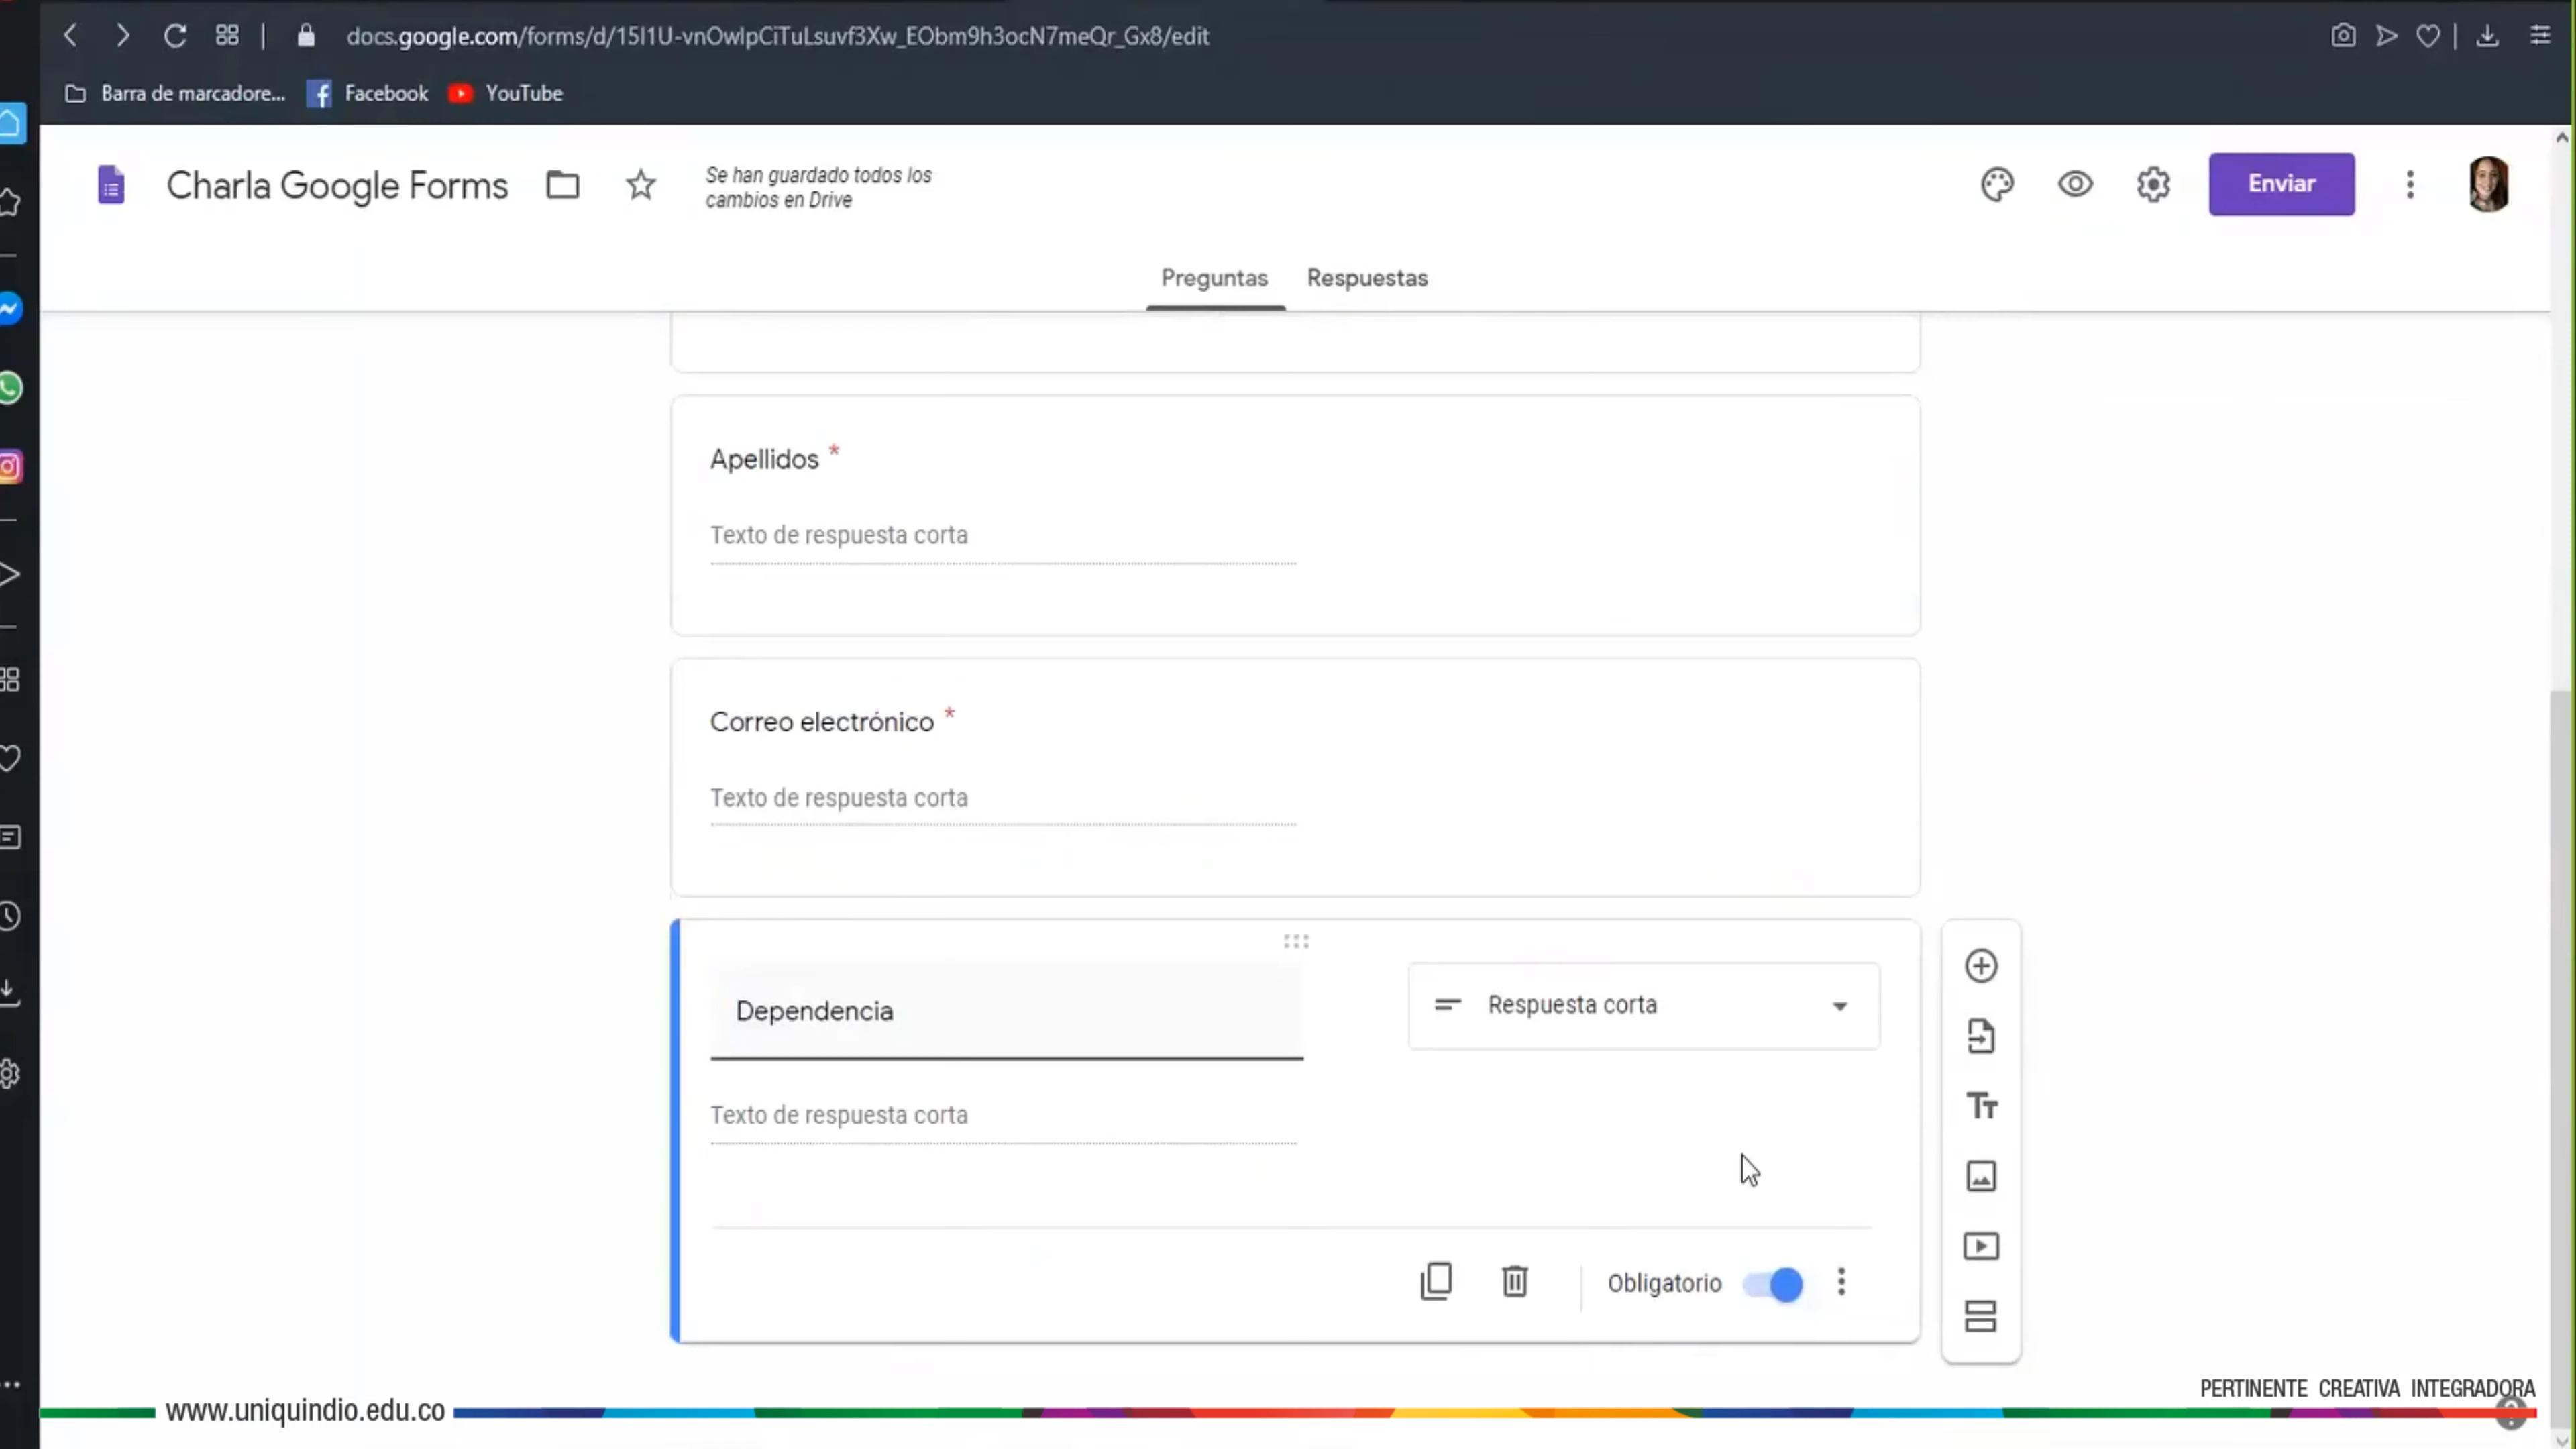 docs.google.com/forms/d/15I1U-vnOwIpCiTuLsuvf3Xw_EObm9h3ocN7meQr_Gx8/edit
Barra de marcadore... Facebook YouTube
Charla Google Forms
Se han guardado todos los
cambios en Drive
Enviar
Preguntas Respuestas
Apellidos *
Texto de respuesta corta
Correo electrónico *
Texto de respuesta corta
Dependencia
Respuesta corta
Texto de respuesta corta
Obligatorio
PERTINENTE CREATIVA INTEGRADORA
www.uniquindio.edu.co